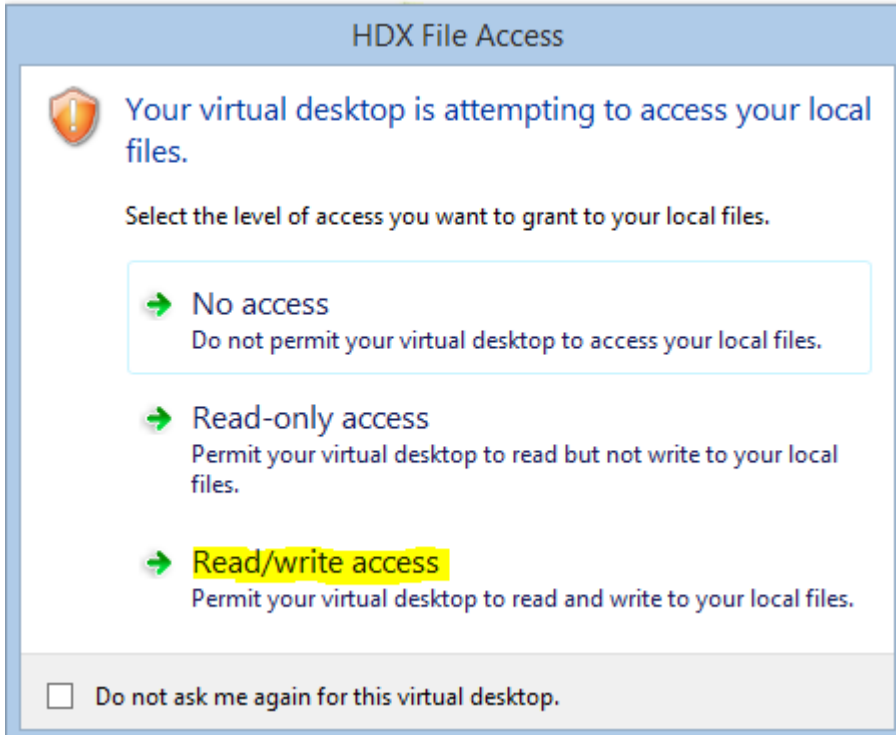 HDX File Access
Your virtual desktop is attempting to access your local
files.
Select the level of access you want to grant to your local files.
No access
Do not permit your virtual desktop to access your local files.
Read-only access
Permit your virtual desktop to read but not write to your local
files.
Read/write access
Permit your virtual desktop to read and write to your local files.
Do not ask me again for this virtual desktop.